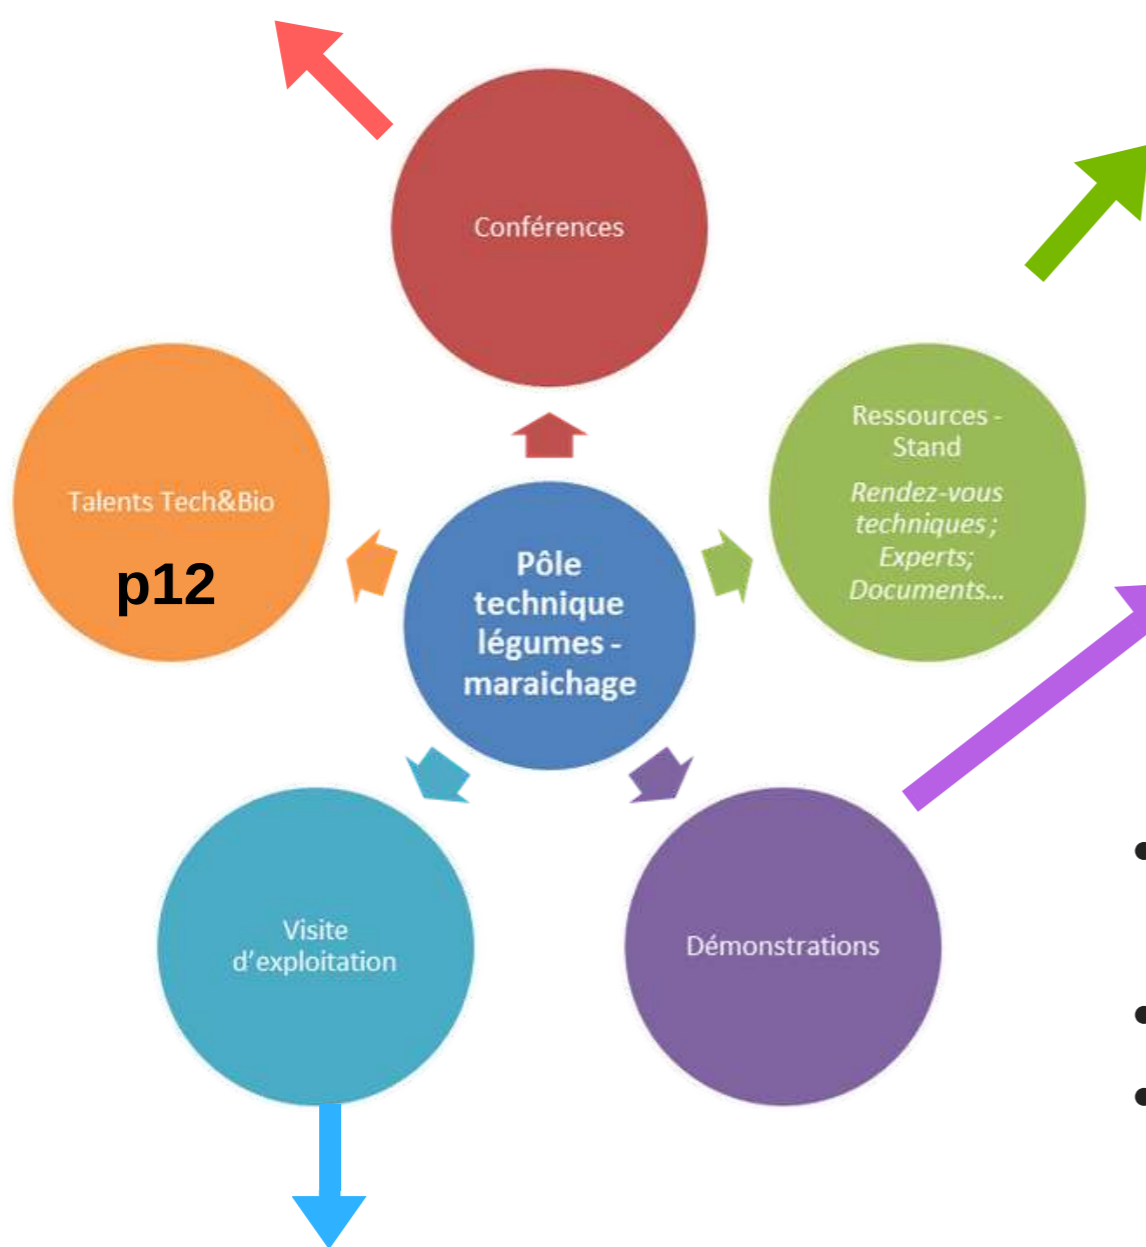 Conférences
Talents Tech&Bio
p12
Ressources -
Stand
Rendez-vous
techniques ;
Experts;
Documents...
Pôle
technique
légumes -
maraichage
Visite
d'exploitation
Démonstrations
•
•
•